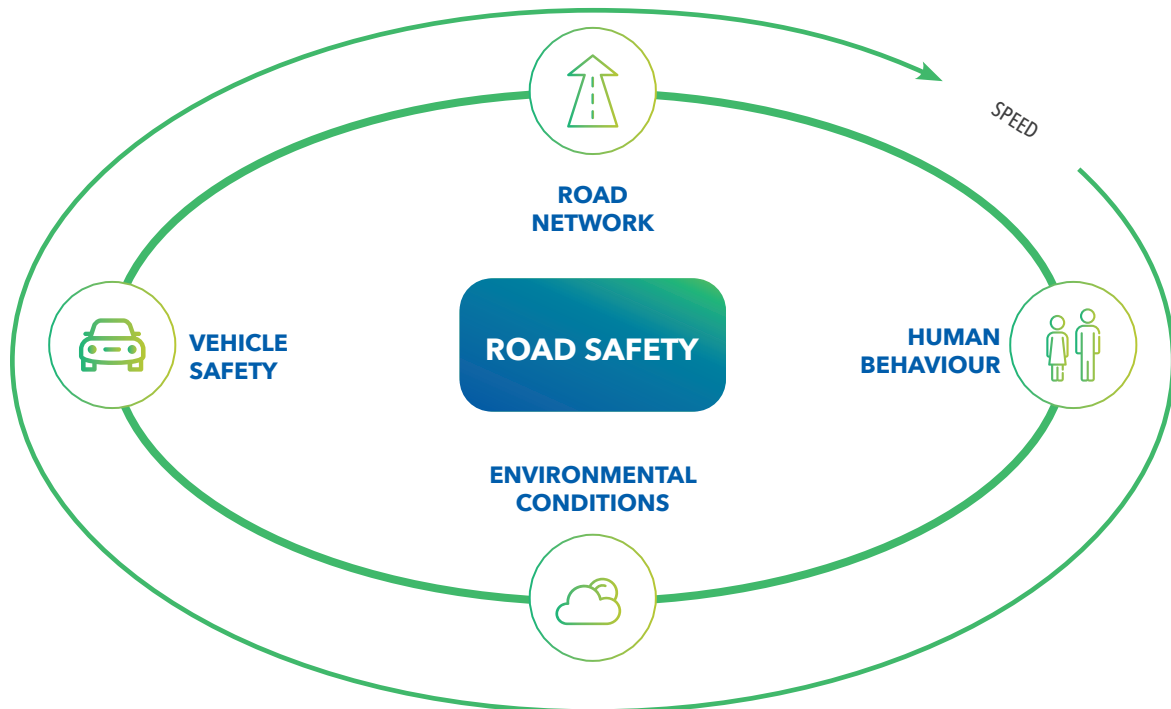 SPEED
ROAD
NETWORK
VEHICLE
SAFETY
ROAD SAFETY
HUMAN
BEHAVIOUR
ENVIRONMENTAL
CONDITIONS